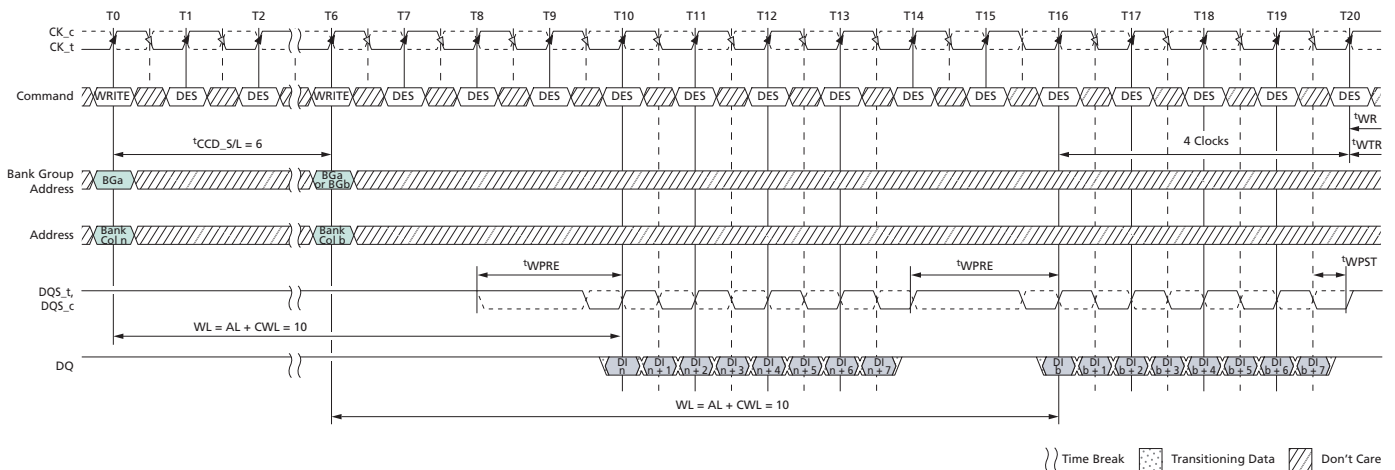 T0 T1 T2 T6 T7 T8 T9 T10 T11 T12 T13 T14 T15 T16 T17 T18 T19 T20
CK_c
CK_t
Command WRITE DES DES WRITE DES DES DES DES DES DES DES DES DES DES DES DES DES DES
tWR
tCCD_S/L = 6
4 Clocks
tWTR
Bank Group
Address
BGa
BGa
or BGb
Address
Bank
Col n
Bank
Col b
tWPRE
tWPRE
tWPST
DQS_t,
DQS_c
WL = AL + CWL = 10
DQ
DI
n
DI
n + 1
DI
n + 2
DI
n + 3
DI
n + 4
DI
n + 5
DI
n + 6
DI
n + 7
DI
b
DI
b + 1
DI
b + 2
DI
b + 3
DI
b + 4
DI
b + 5
DI
b + 6
DI
b + 7
WL = AL + CWL = 10
Time Break Transitioning Data Don't Care